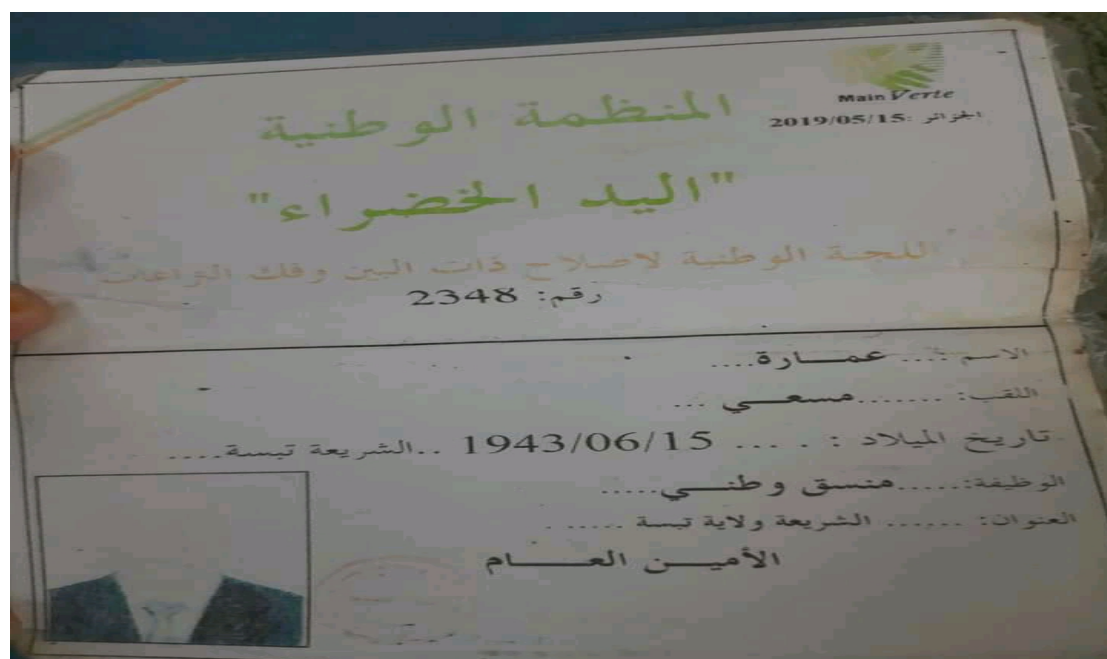 Main Verte
الجزائر :2019/05/15
المنظمة الوطنية
"اليد الخضراء"
اللجنة الوطنية لاصلاح ذات البين وفك النزاعات
رقم: 2348
الاسم :... عمـــارة....
اللقب: .......مسعـــي ...
تاريخ الميلاد : . .... 1943/06/15 ..الشريعة تبسة....
الوظيفة:.....منسق وطنـــي.....
العنوان: ...... الشريعة ولاية تبسة ..... .
الأميـــن العـــــام